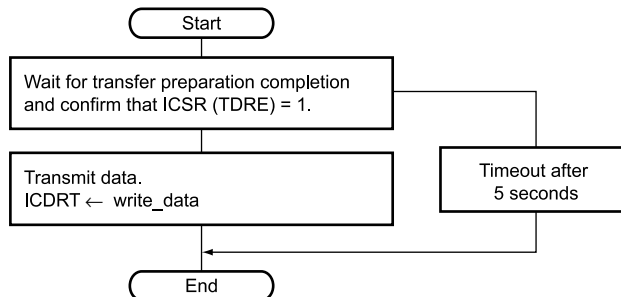 Start
Wait for transfer preparation completion
and confirm that ICSR (TDRE) = 1.
Transmit data.
ICDRT ← write_data
Timeout after
5 seconds
End